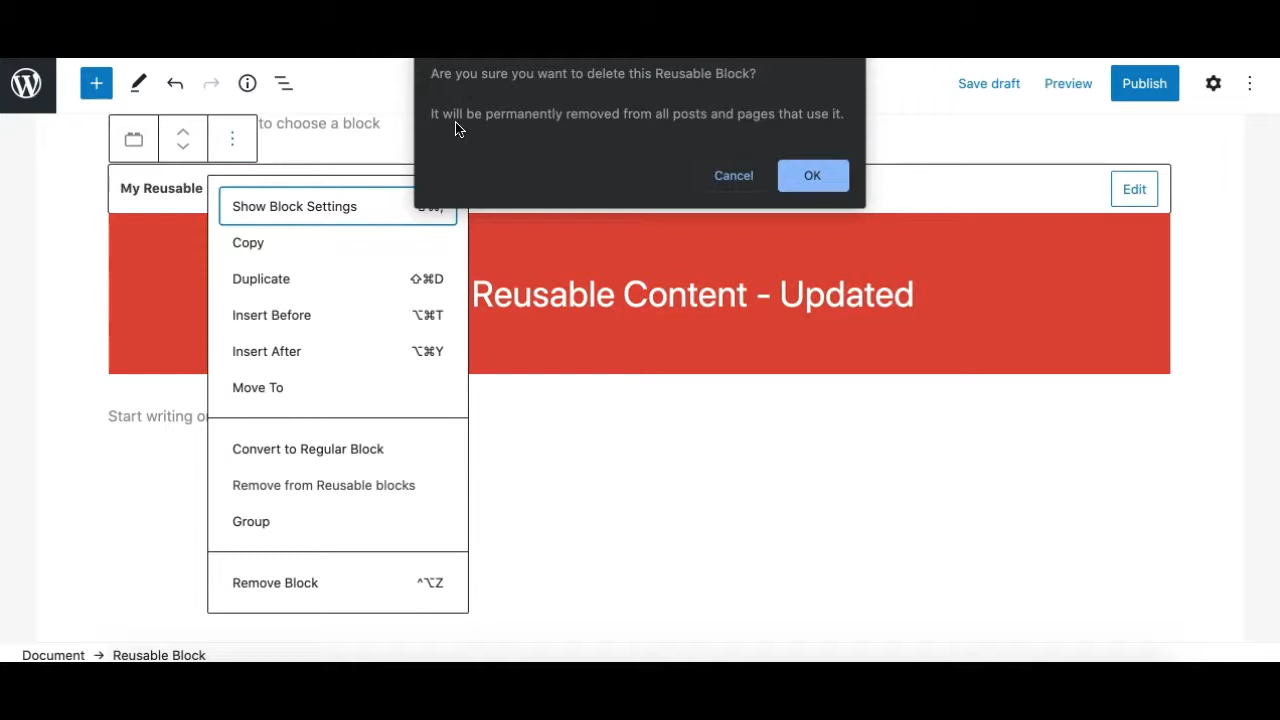 Are you sure you want to delete this Reusable Block?
It will be permanently removed from all posts and pages that use it.
Cancel
OK
Save draft
Preview
Publish
to choose a block
My Reusable
Edit
Show Block Settings
Copy
Duplicate ⇧⌘D
Insert Before ⌥⌘T
Insert After ⌥⌘Y
Move To
Convert to Regular Block
Remove from Reusable blocks
Group
Remove Block ^⌥Z
Reusable Content - Updated
Start writing
Document → Reusable Block